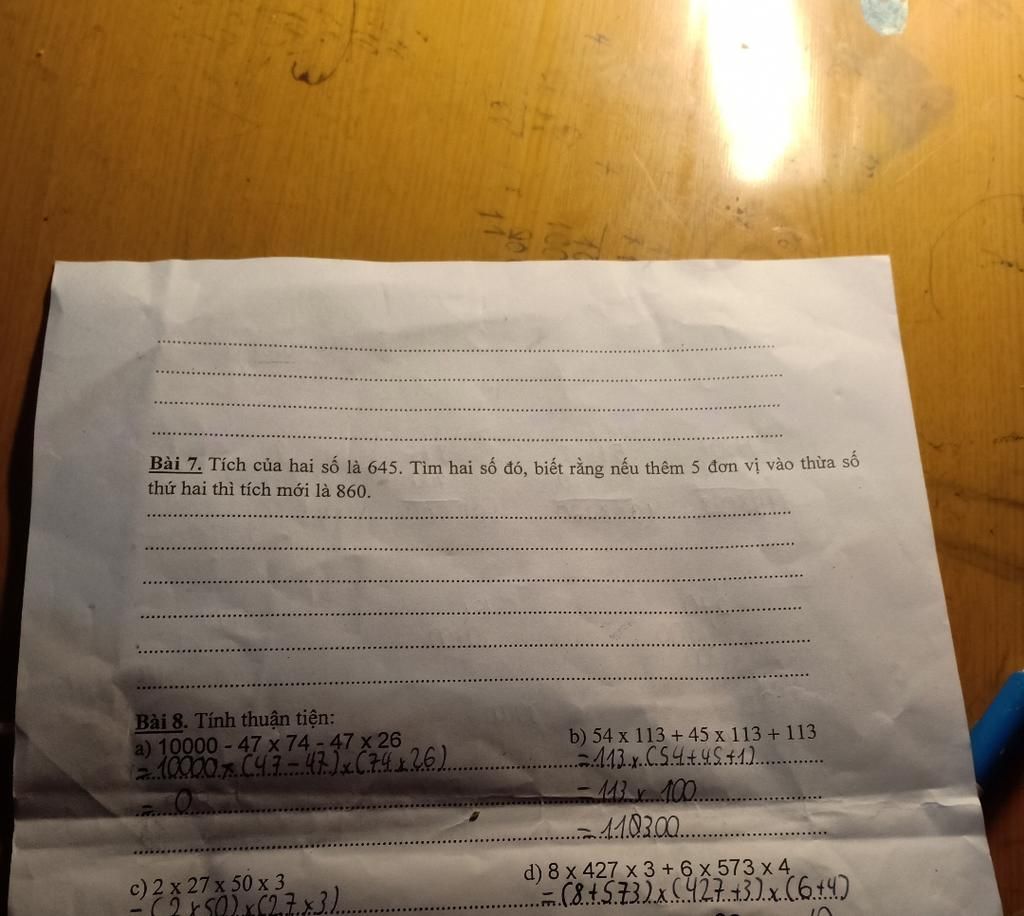 Bài 7. Tích của hai số là 645. Tìm hai số đó, biết rằng nếu thêm 5 đơn vị vào thừa số
thứ hai thì tích mới là 860.
Bài 8. Tính thuận tiện:
a) 10000 - 47 x 74 - 47 x 26
= 10000 x (47 - 47) x (74 x 26)
= 0
b) 54 x 113 + 45 x 113 + 113
= 113 x (54 + 45 + 1)
= 113 x 100
= 110300
c) 2 x 27 x 50 x 3
= (2 x 50) x (27 x 3)
d) 8 x 427 x 3 + 6 x 573 x 4
= (8 + 573) x (427 + 3) x (6 + 4)